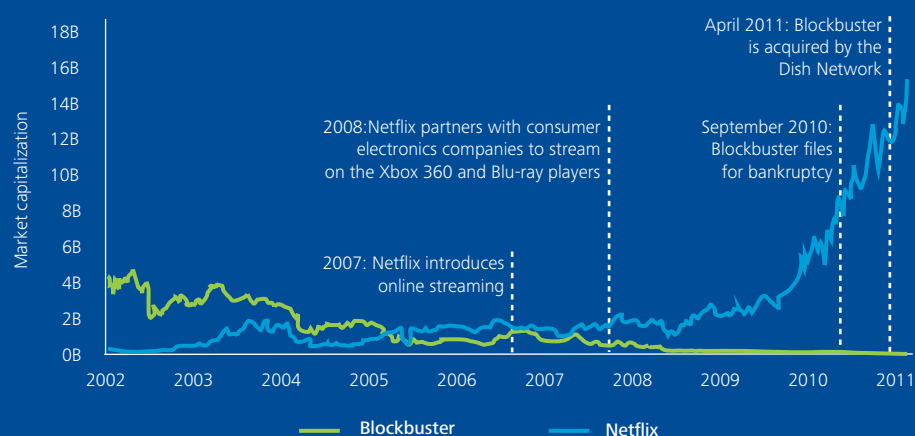 18B
16B
14B
12B
10B
8B
6B
4B
2B
0B
Market capitalization
April 2011: Blockbuster
is acquired by the
Dish Network
2008:Netflix partners with consumer
electronics companies to stream
on the Xbox 360 and Blu-ray players
September 2010:
Blockbuster files
for bankruptcy
2007: Netflix introduces
online streaming
2002 2003 2004 2005 2006 2007 2008 2009 2010 2011
Blockbuster Netflix